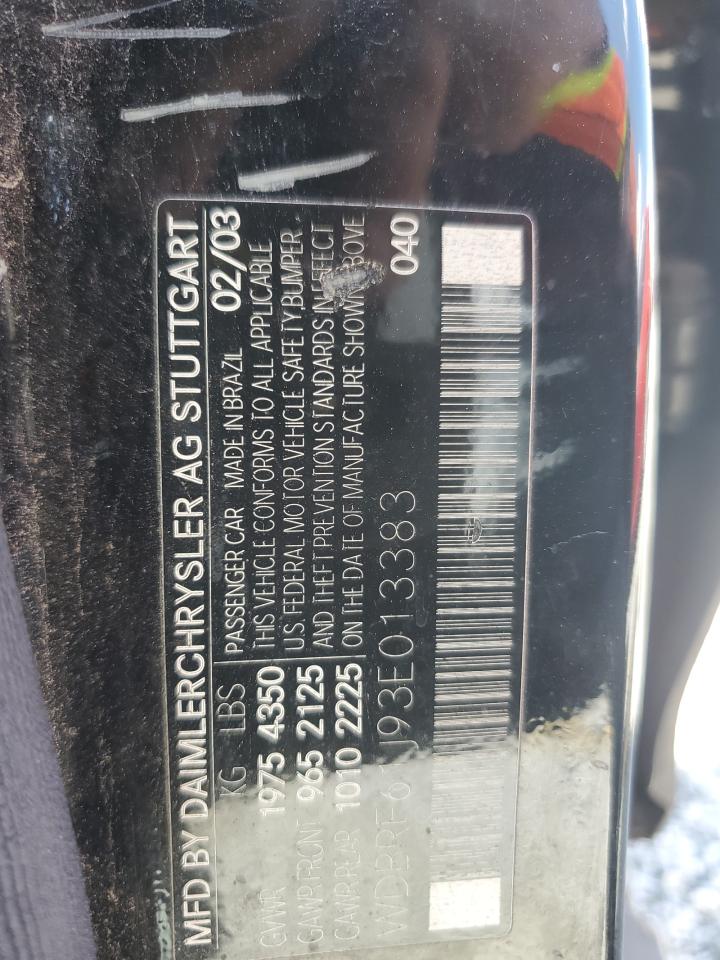 MFD BY DAIMLERCHRYSLER AG STUTTGART
KG LBS PASSENGER CAR MADE IN BRAZIL 02/03
GVWR 1975 4350 THIS VEHICLE CONFORMS TO ALL APPLICABLE
GAWR FRONT 965 2125 U.S. FEDERAL MOTOR VEHICLE SAFETY, BUMPER,
GAWR REAR 1010 2225 AND THEFT PREVENTION STANDARDS IN EFFECT
ON THE DATE OF MANUFACTURE SHOWN ABOVE
040